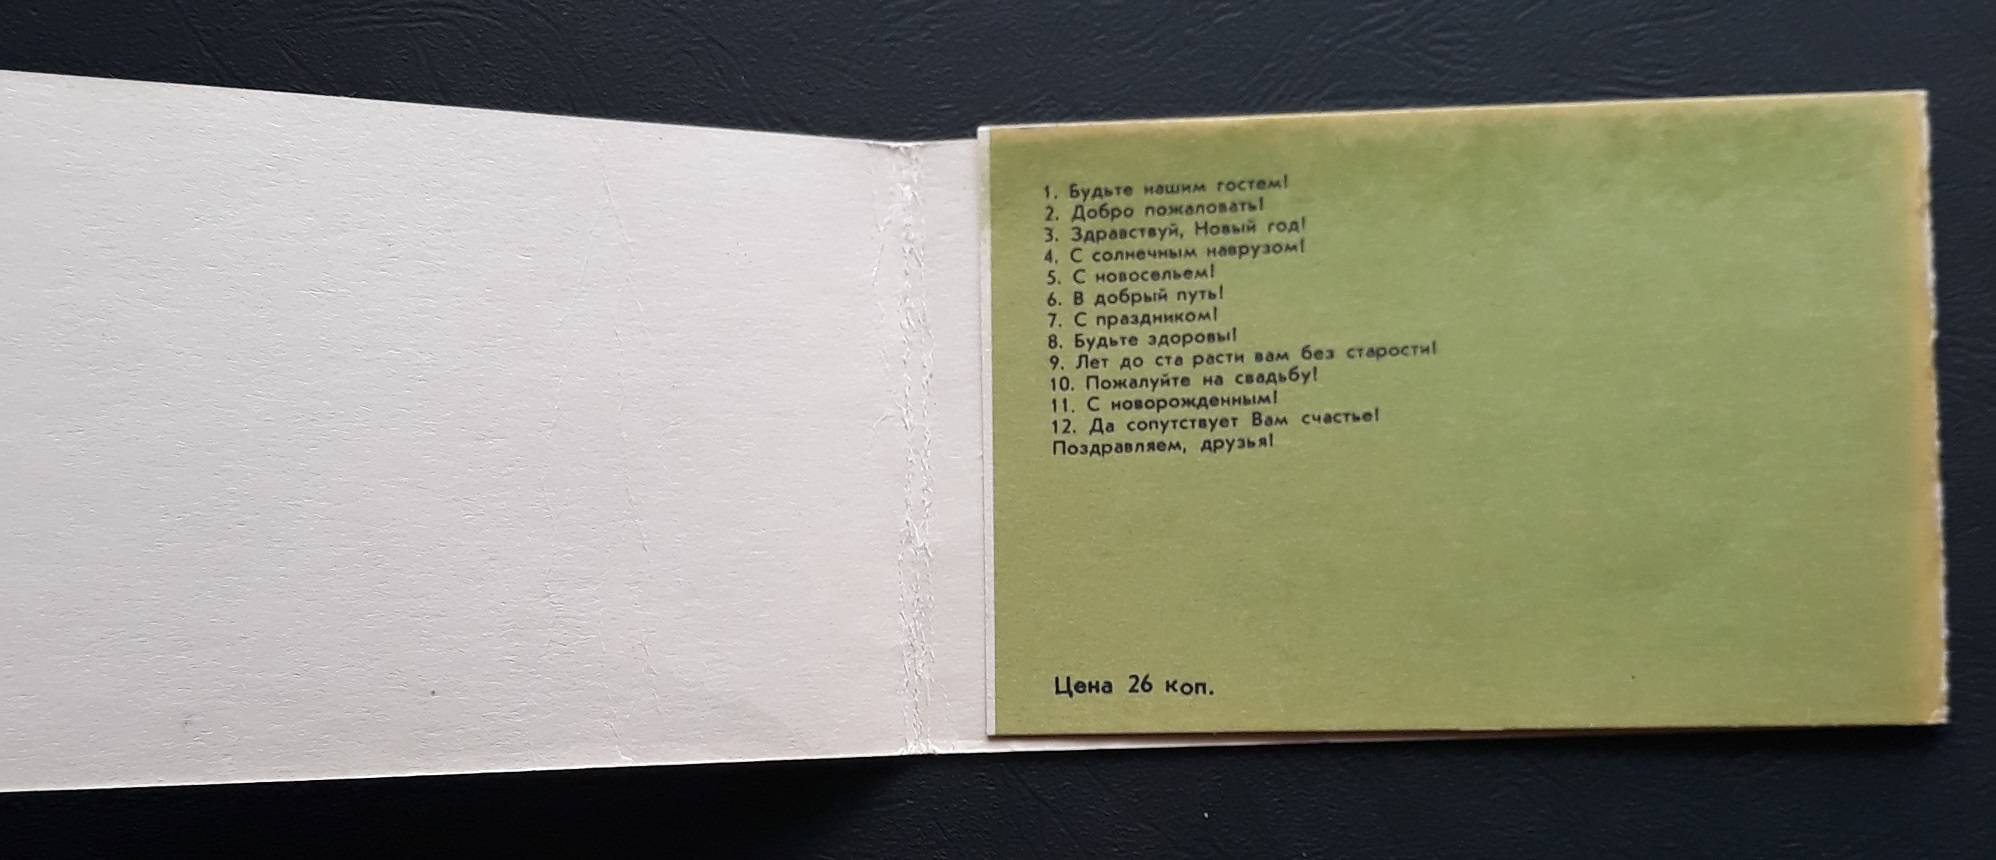 1. Будьте нашим гостем!
2. Добро пожаловать!
3. Здравствуй, Новый год!
4. С солнечным наврузом!
5. С новосельем!
6. В добрый путь!
7. С праздником!
8. Будьте здоровы!
9. Лет до ста расти вам без старости!
10. Пожалуйте на свадьбу!
11. С новорожденным!
12. Да сопутствует Вам счастье!
Поздравляем, друзья!
Цена 26 коп.